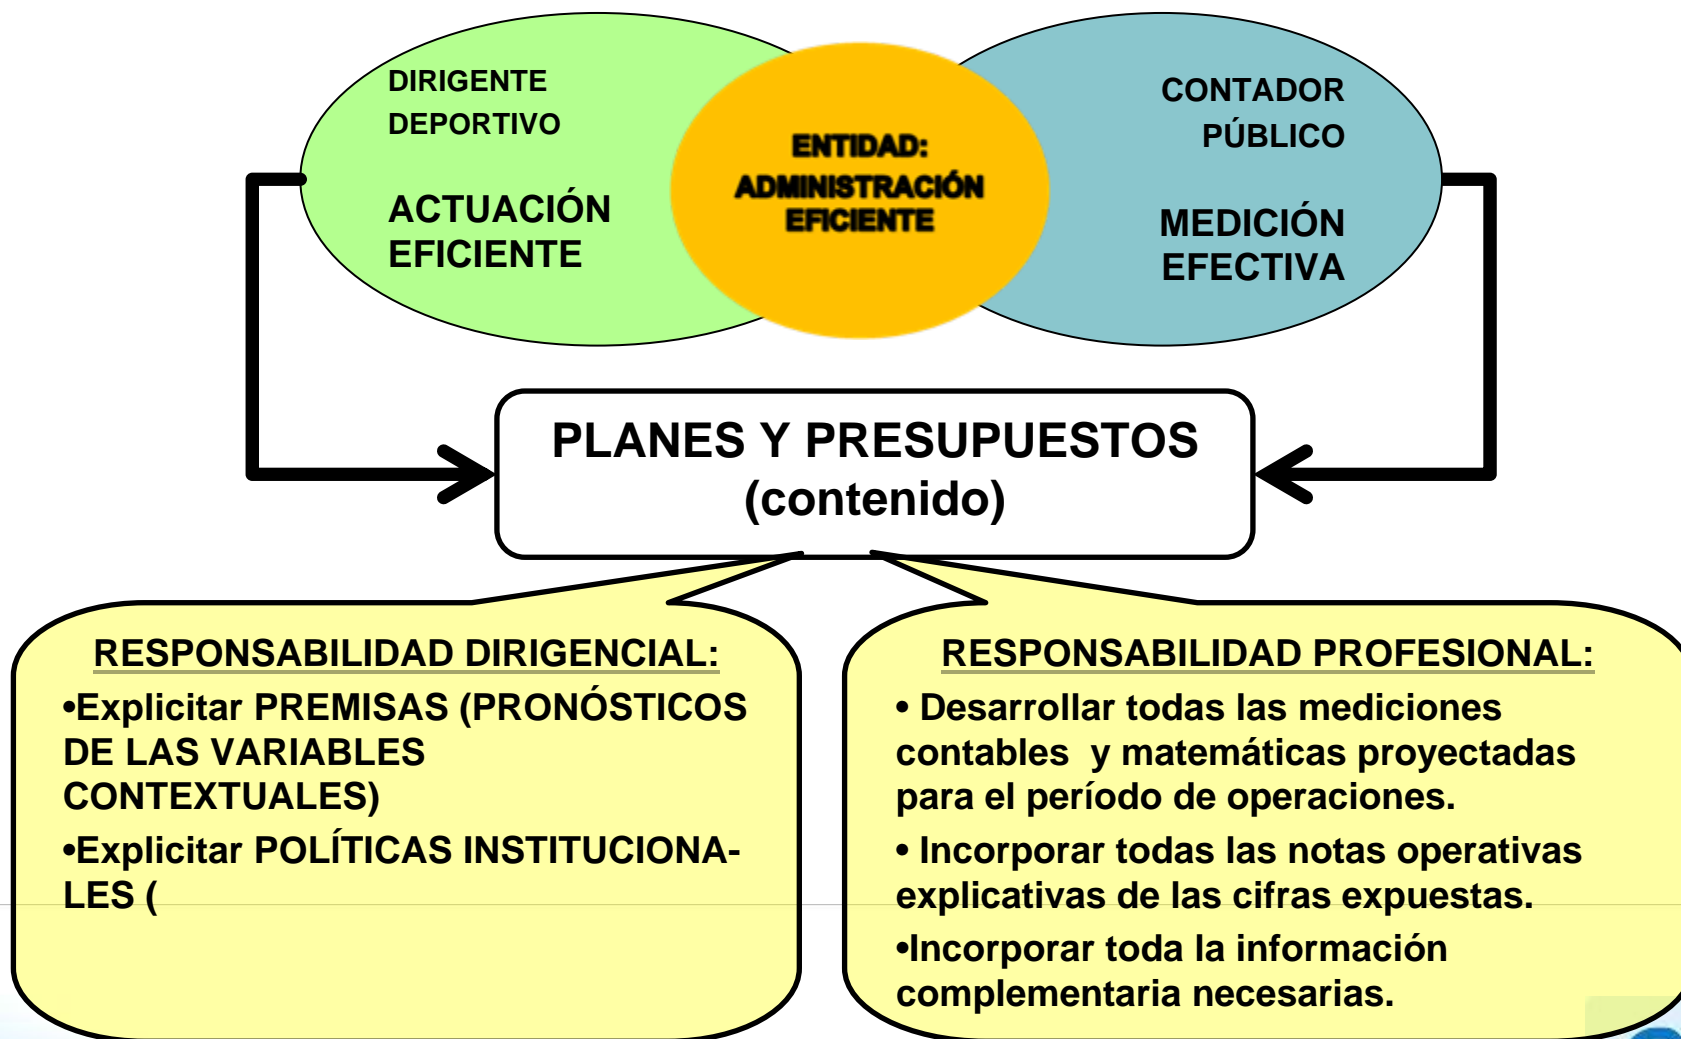 DIRIGENTE
DEPORTIVO
ACTUACIÓN
EFICIENTE
ENTIDAD:
ADMINISTRACIÓN
EFICIENTE
CONTADOR
PÚBLICO
MEDICIÓN
EFECTIVA
PLANES Y PRESUPUESTOS
(contenido)
RESPONSABILIDAD DIRIGENCIAL:
•Explicitar PREMISAS (PRONÓSTICOS
DE LAS VARIABLES
CONTEXTUALES)
•Explicitar POLÍTICAS INSTITUCIONA-
LES (
RESPONSABILIDAD PROFESIONAL:
• Desarrollar todas las mediciones
contables  y matemáticas proyectadas
para el período de operaciones.
• Incorporar todas las notas operativas
explicativas de las cifras expuestas.
•Incorporar toda la información
complementaria necesarias.